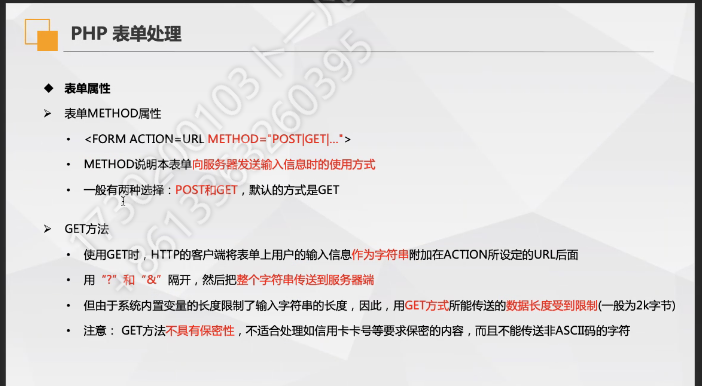 PHP 表单处理
◆ 表单属性
➢ 表单METHOD属性
• <FORM ACTION=URL METHOD="POST|GET|...">
• METHOD说明本表单向服务器发送输入信息时的使用方式
• 一般有两种选择：POST和GET，默认的方式是GET
➢ GET方法
• 使用GET时，HTTP的客户端将表单上用户的输入信息作为字符串附加在ACTION所设定的URL后面
• 用“?”和“&”隔开，然后把整个字符串传送到服务器端
• 但由于系统内置变量的长度限制了输入字符串的长度，因此，用GET方式所能传送的数据长度受到限制(一般为2k字节)
• 注意： GET方法不具有保密性，不适合处理如信用卡卡号等要求保密的内容，而且不能传送非ASCII码的字符